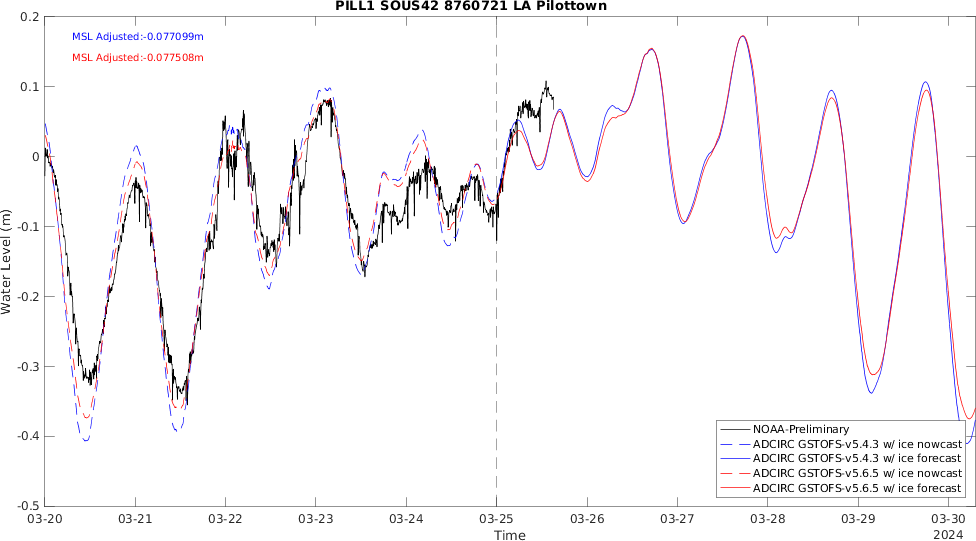 PILL1 SOUS42 8760721 LA Pilottown
MSL Adjusted:-0.077099m
MSL Adjusted:-0.077508m
0.2
0.1
0
-0.1
-0.2
-0.3
-0.4
-0.5
Water Level (m)
NOAA-Preliminary
ADCIRC GSTOFS-v5.4.3 w/ ice nowcast
ADCIRC GSTOFS-v5.4.3 w/ ice forecast
ADCIRC GSTOFS-v5.6.5 w/ ice nowcast
ADCIRC GSTOFS-v5.6.5 w/ ice forecast
03-20 03-21 03-22 03-23 03-24 03-25 03-26 03-27 03-28 03-29 03-30
Time
2024